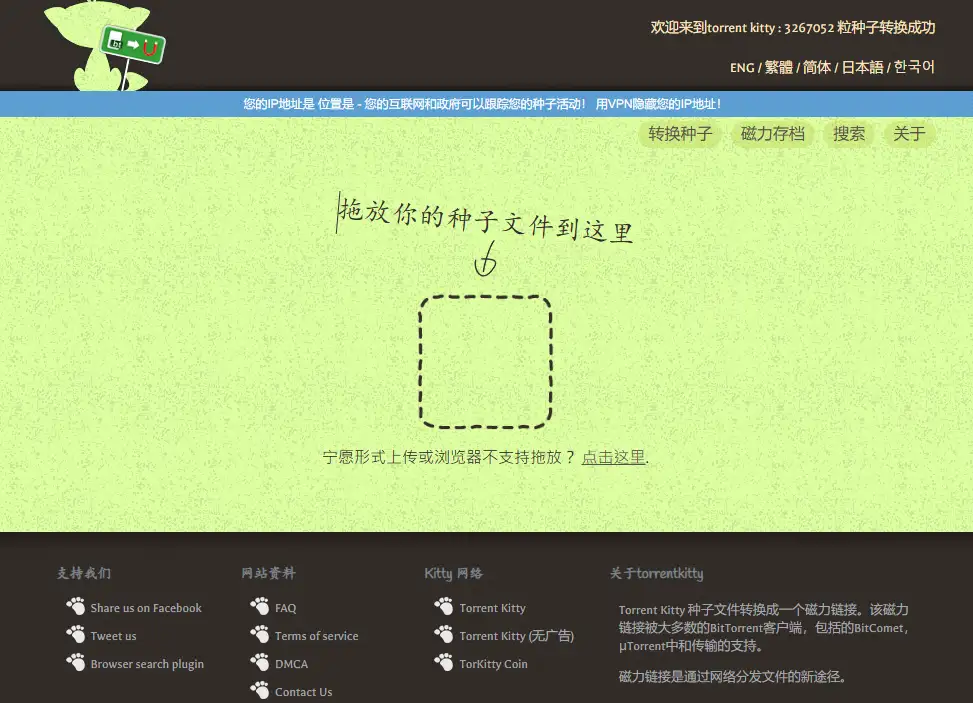 bt
欢迎来到torrent kitty : 3267052 粒种子转换成功
ENG / 繁體 / 简体 / 日本語 / 한국어
您的IP地址是 位置是 - 您的互联网和政府可以跟踪您的种子活动！ 用VPN隐藏您的IP地址！
转换种子 磁力存档 搜索 关于
拖放你的种子文件到这里
宁愿形式上传或浏览器不支持拖放？ 点击这里.
支持我们
Share us on Facebook
Tweet us
Browser search plugin
网站资料
FAQ
Terms of service
DMCA
Contact Us
Kitty 网络
Torrent Kitty
Torrent Kitty (无广告)
TorKitty Coin
关于torrentkitty
Torrent Kitty 种子文件转换成一个磁力链接。该磁力
链接被大多数的BitTorrent客户端，包括的BitComet，
µTorrent中和传输的支持。
磁力链接是通过网络分发文件的新途径。